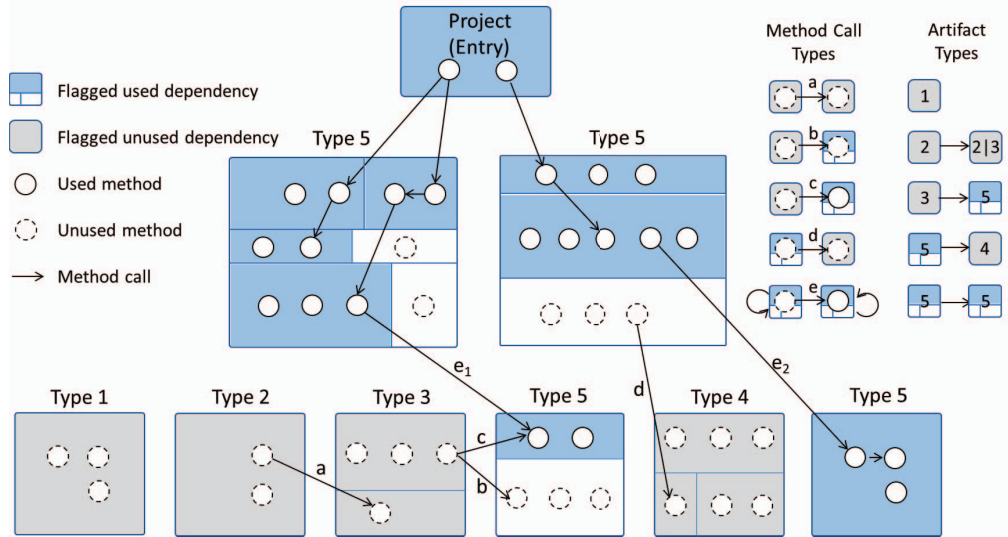 Project
(Entry)
Flagged used dependency
Flagged unused dependency
Used method
Unused method
Method call
Type 5
Type 5
Method Call
Types
a
b
c
d
e
Artifact
Types
1
2 2|3
3 5
5 4
5 5
e1
d
e2
Type 1
Type 2
Type 3
Type 5
Type 4
Type 5
a
c
b